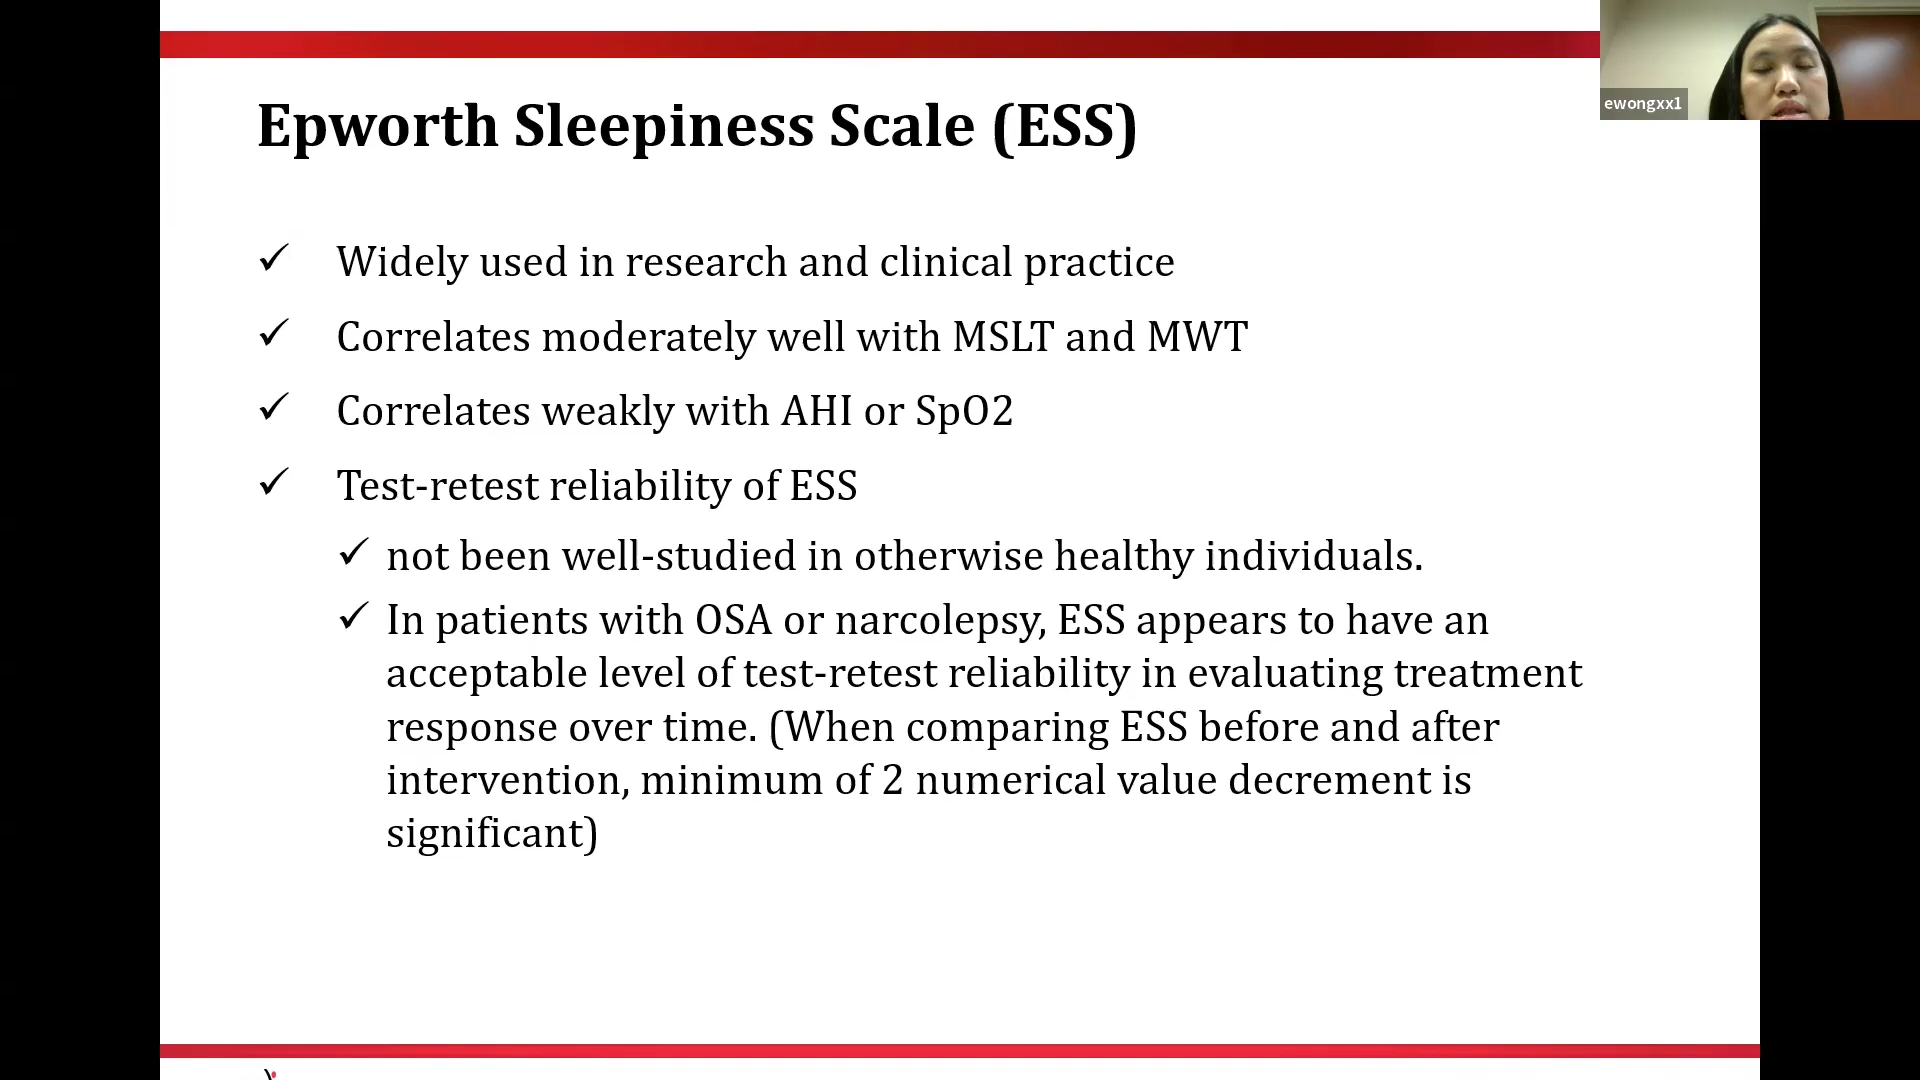 ewongxx1
Epworth Sleepiness Scale (ESS)
✓ Widely used in research and clinical practice
✓ Correlates moderately well with MSLT and MWT
✓ Correlates weakly with AHI or SpO2
✓ Test-retest reliability of ESS
✓ not been well-studied in otherwise healthy individuals.
✓ In patients with OSA or narcolepsy, ESS appears to have an
acceptable level of test-retest reliability in evaluating treatment
response over time. (When comparing ESS before and after
intervention, minimum of 2 numerical value decrement is
significant)